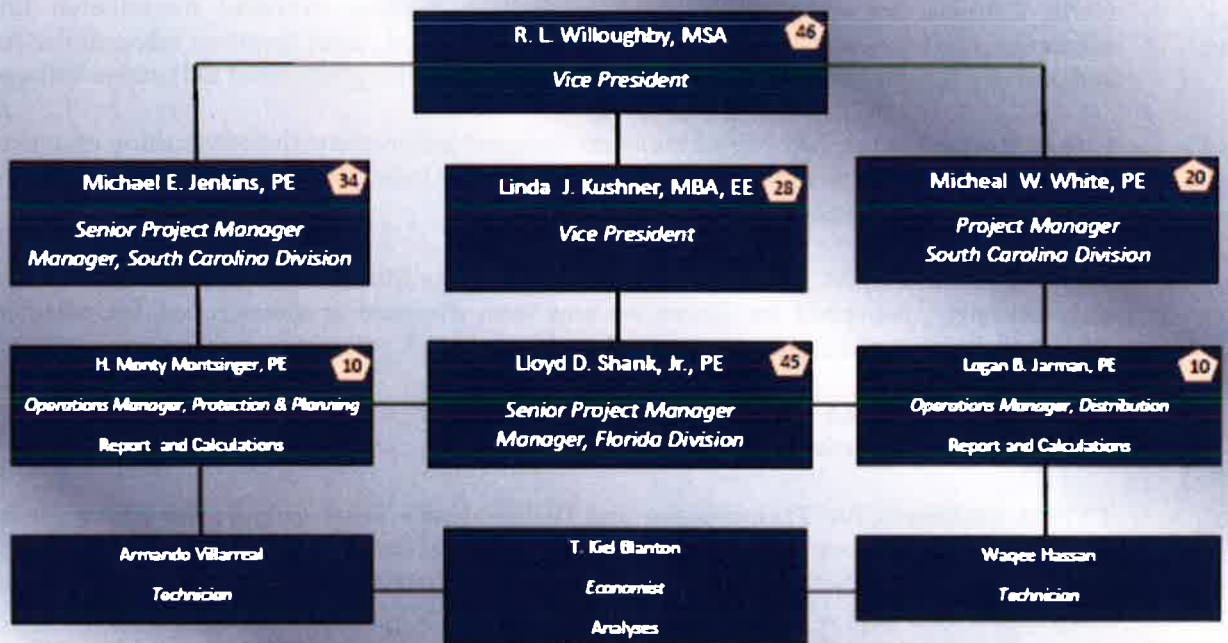 R. L. Willoughby, MSA
46
Vice President
Michael E. Jenkins, PE
34
Senior Project Manager
Manager, South Carolina Division
Linda J. Kushner, MBA, EE
28
Vice President
Micheal W. White, PE
20
Project Manager
South Carolina Division
H. Monty Montsinger, PE
10
Operations Manager, Protection & Planning
Report and Calculations
Lloyd D. Shank, Jr., PE
45
Senior Project Manager
Manager, Florida Division
Logan B. Jarman, PE
10
Operations Manager, Distribution
Report and Calculations
Armando Villarreal
Technician
T. Kiel Blanton
Economist
Analyses
Waqee Hassan
Technician